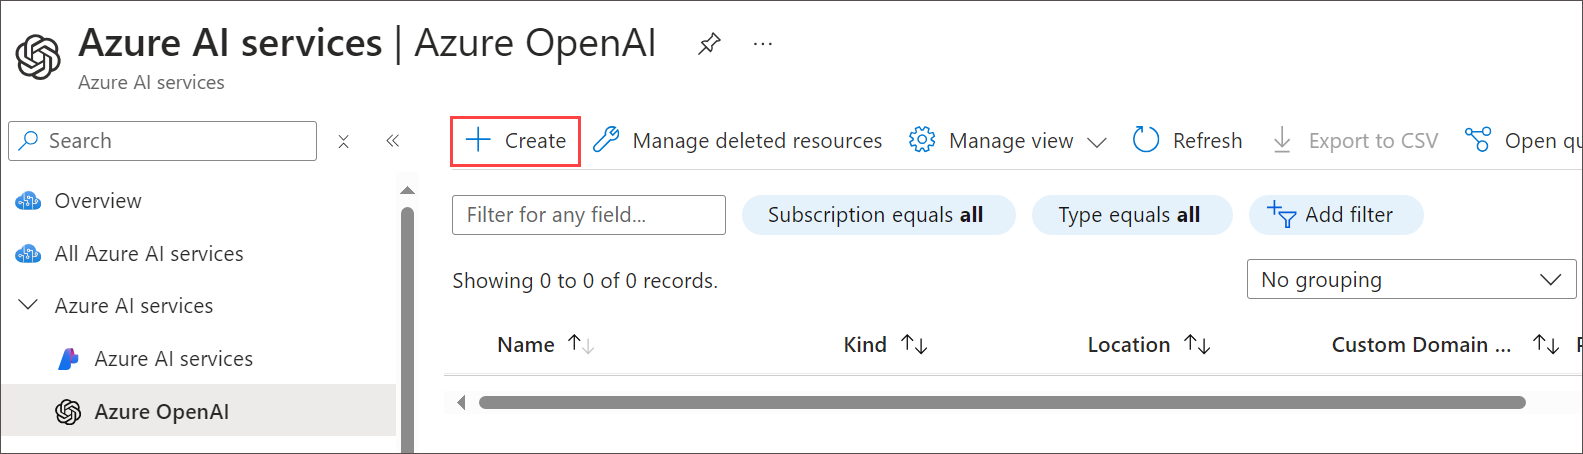 Azure AI services | Azure OpenAI
Azure AI services
Search
Create
Manage deleted resources
Manage view
Refresh
Export to CSV
Open qu
Overview
All Azure AI services
Azure AI services
Azure AI services
Azure OpenAI
Filter for any field...
Subscription equals all
Type equals all
Add filter
Showing 0 to 0 of 0 records.
No grouping
Name
Kind
Location
Custom Domain ...